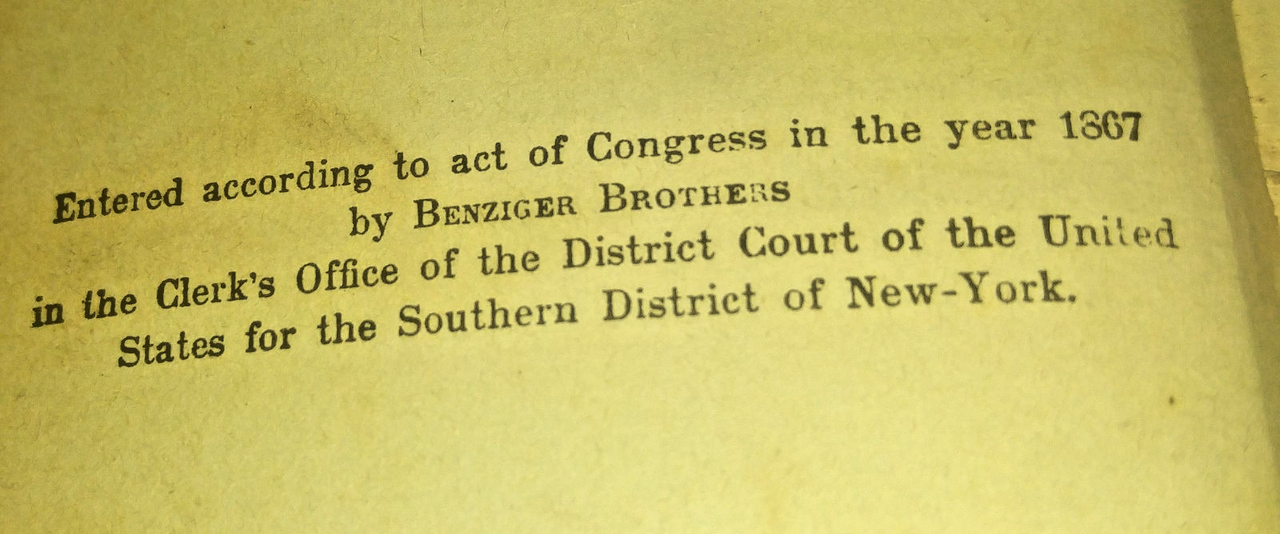 Entered according to act of Congress in the year 1867
by BENZIGER BROTHERS
in the Clerk's Office of the District Court of the United
States for the Southern District of New-York.